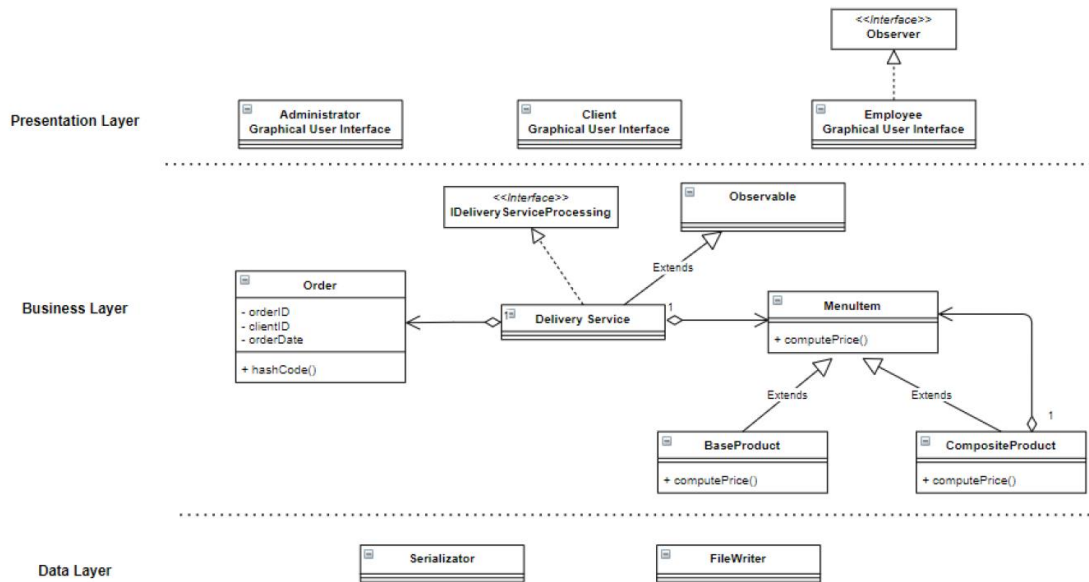 <<Interface>>
Observer
Presentation Layer
Administrator
Graphical User Interface
Client
Graphical User Interface
Employee
Graphical User Interface
<<Interface>>
IDeliveryServiceProcessing
Observable
Extends
Business Layer
Order
- orderID
- clientID
- orderDate
+ hashCode()
1
Delivery Service
1
MenuItem
+ computePrice()
Extends
Extends
1
BaseProduct
+ computePrice()
CompositeProduct
+ computePrice()
Data Layer
Serializator
FileWriter